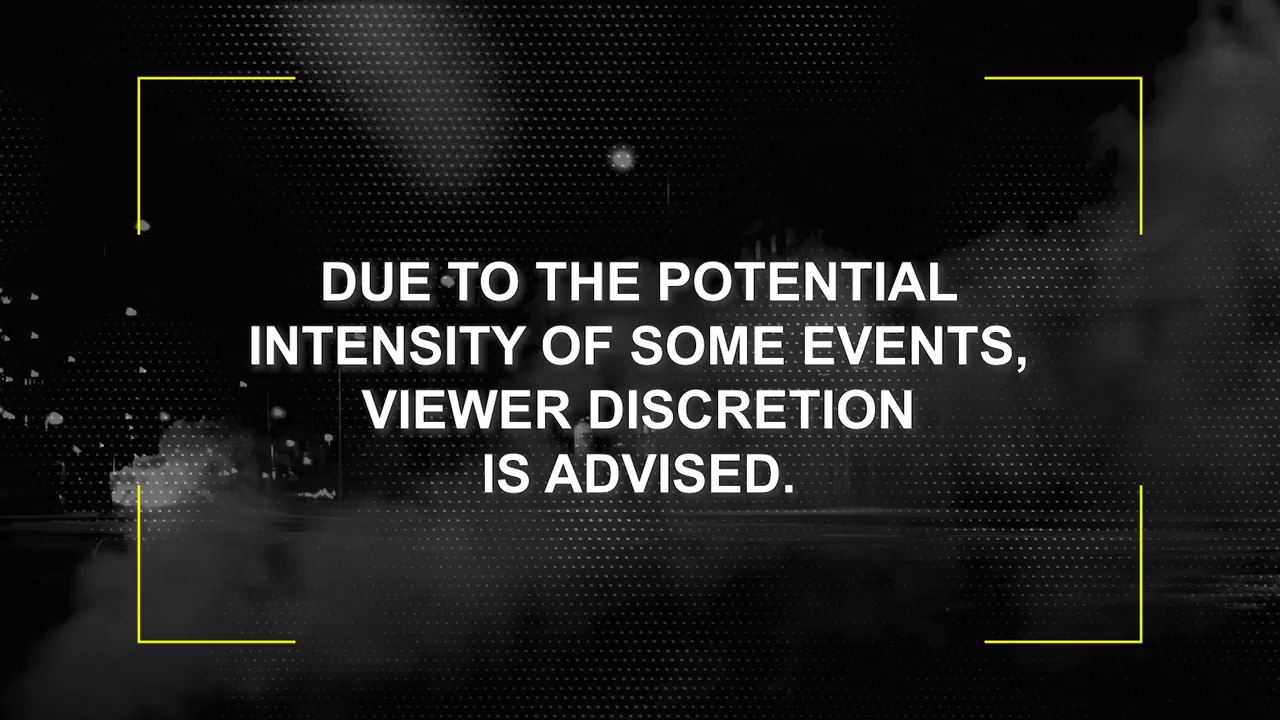 DUE TO THE POTENTIAL
INTENSITY OF SOME EVENTS,
VIEWER DISCRETION
IS ADVISED.